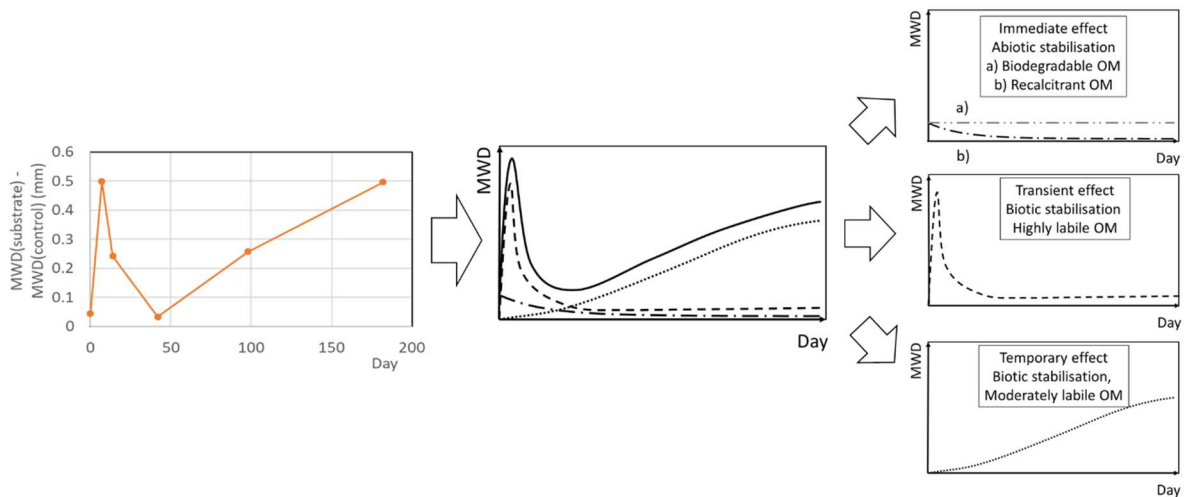 MWD(substrate) -
MWD(control) (mm)
0.6
0.5
0.4
0.3
0.2
0.1
0
0
50
100
150
200
Day
MWD
Day
MWD
Immediate effect
Abiotic stabilisation
a) Biodegradable OM
b) Recalcitrant OM
a)
b)
Day
MWD
Transient effect
Biotic stabilisation
Highly labile OM
Day
MWD
Temporary effect
Biotic stabilisation,
Moderately labile OM
Day